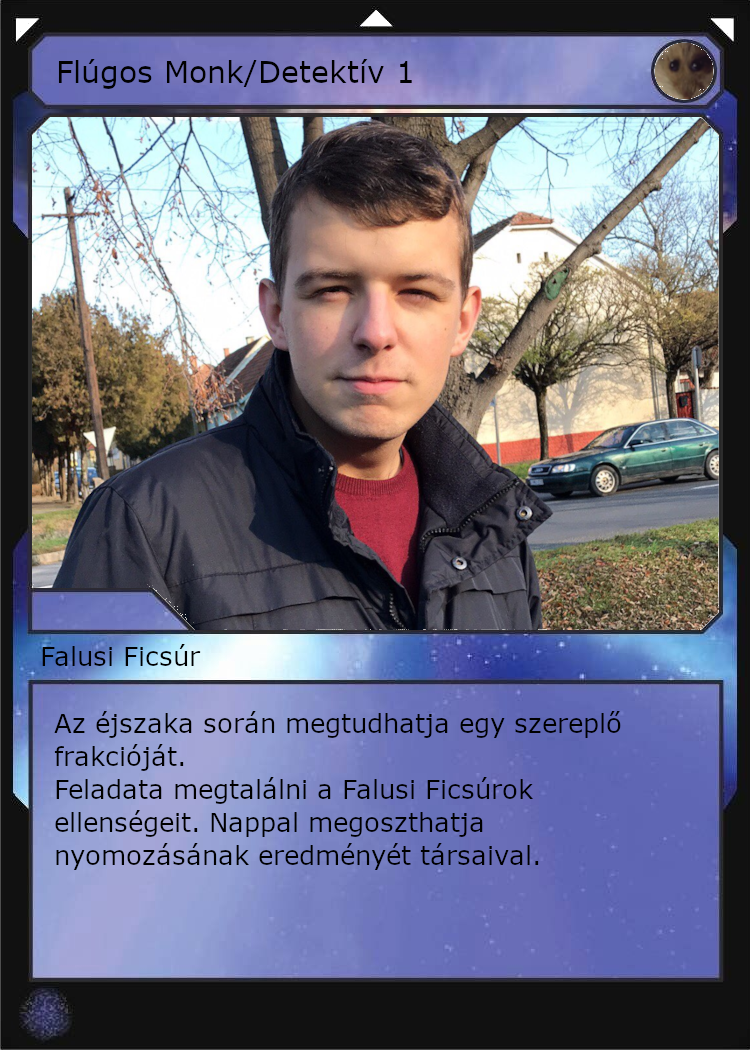 Flúgos Monk/Detektív 1
Falusi Ficsúr
Az éjszaka során megtudhatja egy szereplő
frakcióját.
Feladata megtalálni a Falusi Ficsúrok
ellenségeit. Nappal megoszthatja
nyomozásának eredményét társaival.